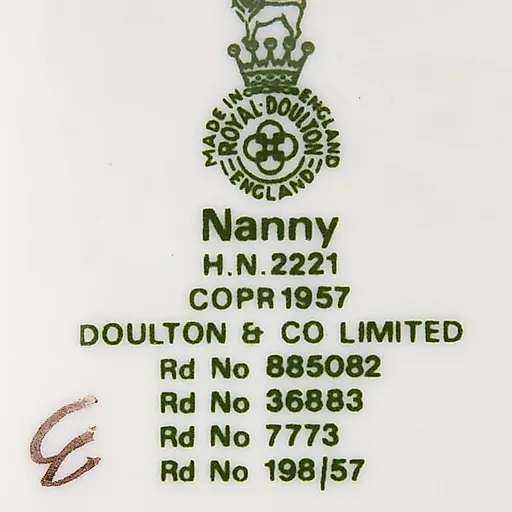 MADE IN ENGLAND
ROYAL · DOULTON
ENGLAND
Nanny
H.N.2221
COPR 1957
DOULTON & CO LIMITED
Rd No 885082
Rd No 36883
Rd No 7773
Rd No 198/57